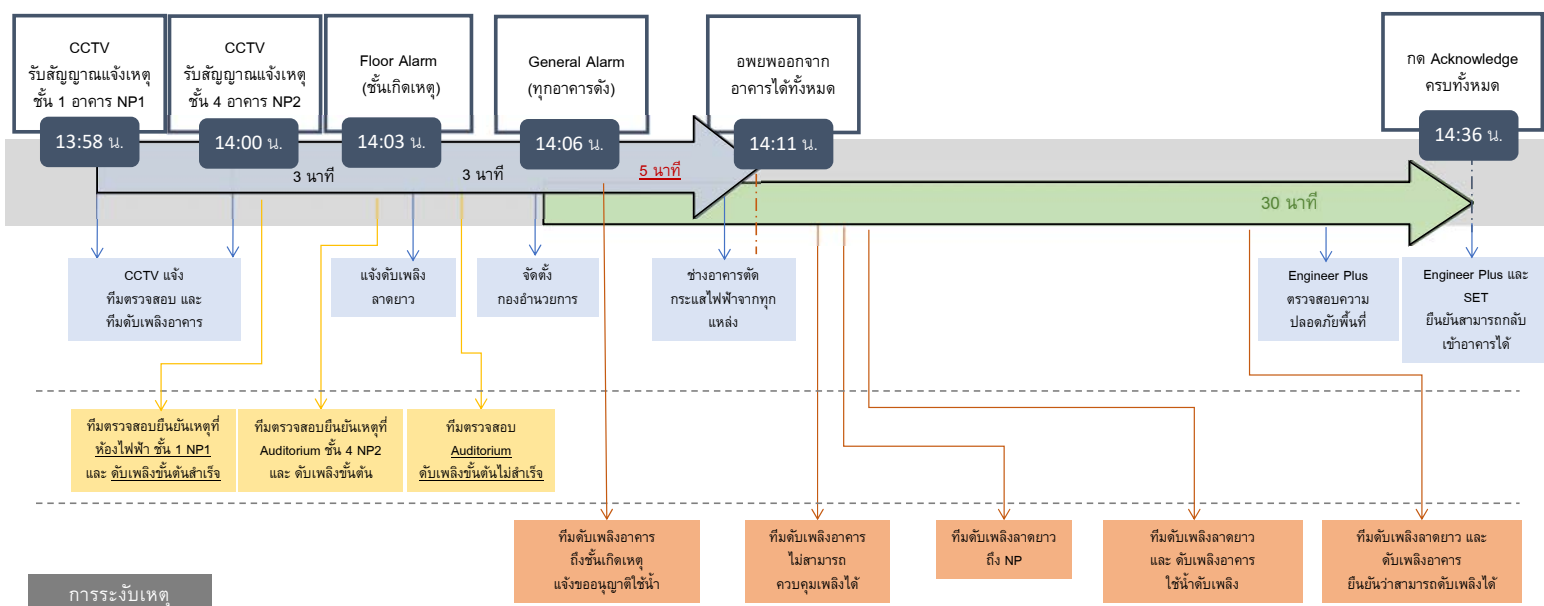 CCTV
รับสัญญาณแจ้งเหตุ
ชั้น 1 อาคาร NP1
13:58 น.
CCTV
รับสัญญาณแจ้งเหตุ
ชั้น 4 อาคาร NP2
14:00 น.
Floor Alarm
(ชั้นเกิดเหตุ)
14:03 น.
General Alarm
(ทุกอาคารดัง)
14:06 น.
อพยพออกจาก
อาคารได้ทั้งหมด
14:11 น.
กด Acknowledge
ครบทั้งหมด
14:36 น.
3 นาที
3 นาที
5 นาที
30 นาที
CCTV แจ้ง
ทีมตรวจสอบ และ
ทีมดับเพลิงอาคาร
แจ้งดับเพลิง
ลาดยาว
จัดตั้ง
กองอำนวยการ
ช่างอาคารตัด
กระแสไฟฟ้าจากทุก
แหล่ง
Engineer Plus
ตรวจสอบความ
ปลอดภัยพื้นที่
Engineer Plus และ
SET
ยืนยันสามารถกลับ
เข้าอาคารได้
ทีมตรวจสอบยืนยันเหตุที่
ห้องไฟฟ้า ชั้น 1 NP1
และ ดับเพลิงขั้นต้นสำเร็จ
ทีมตรวจสอบยืนยันเหตุที่
Auditorium ชั้น 4 NP2
และ ดับเพลิงขั้นต้น
ทีมตรวจสอบ
Auditorium
ดับเพลิงขั้นต้นไม่สำเร็จ
ทีมดับเพลิงอาคาร
ถึงชั้นเกิดเหตุ
แจ้งขออนุญาติใช้น้ำ
ทีมดับเพลิงอาคาร
ไม่สามารถ
ควบคุมเพลิงได้
ทีมดับเพลิงลาดยาว
ถึง NP
ทีมดับเพลิงลาดยาว
และ ดับเพลิงอาคาร
ใช้น้ำดับเพลิง
ทีมดับเพลิงลาดยาว และ
ดับเพลิงอาคาร
ยืนยันว่าสามารถดับเพลิงได้
การระงับเหตุ